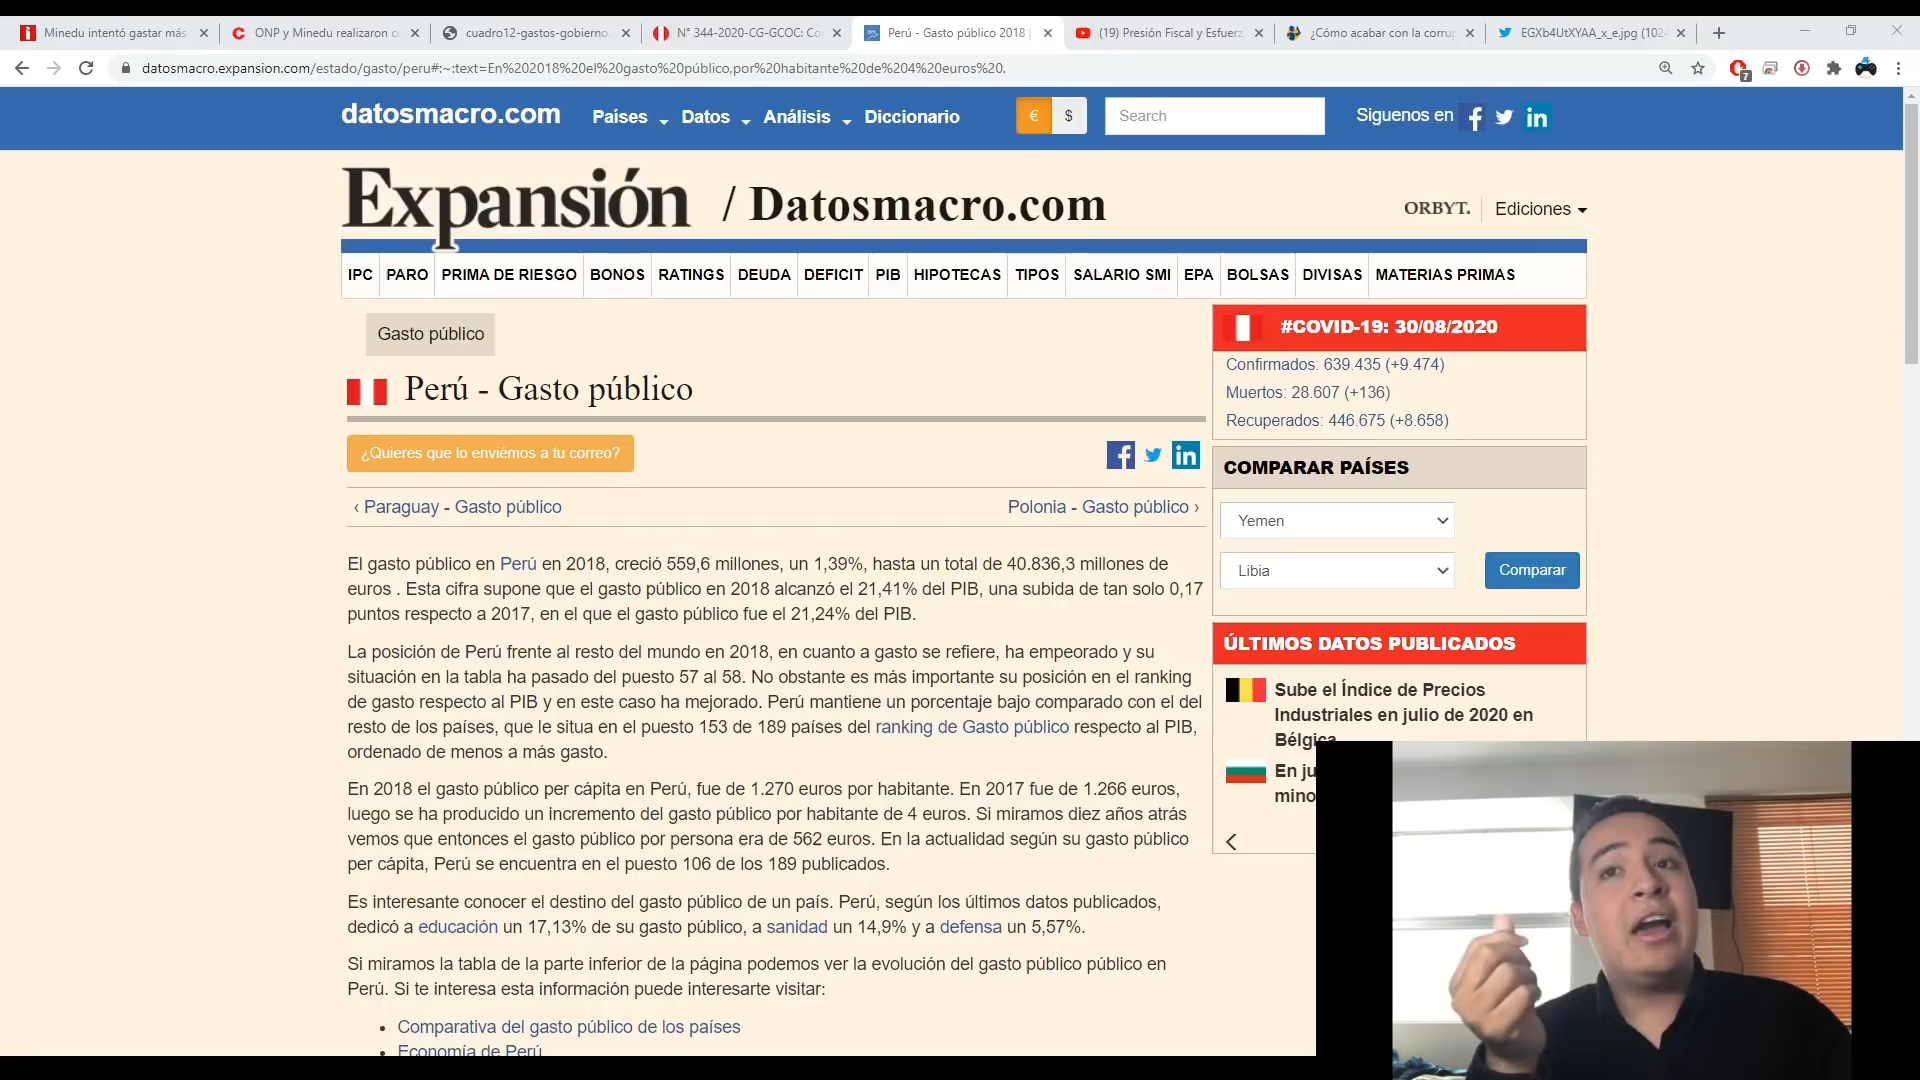 Minedu intentó gastar más
ONP y Minedu realizaron c
cuadro12-gastos-gobierno.
N° 344-2020-CG-GCOC: Co
Perú - Gasto público 2018 |
(19) Presión Fiscal y Esfuerz
¿Cómo acabar con la corrup
EGXb4UtXYAA_x_e.jpg (102
datosmacro.expansion.com/estado/gasto/peru#:~:text=En%202018%20el%20gasto%20público,por%20habitante%20de%204%20euros%20.
7
datosmacro.com
Países
Datos
Análisis
Diccionario
€
$
Search
Siguenos en
Expansión / Datosmacro.com
ORBYT.
Ediciones
IPC
PARO
PRIMA DE RIESGO
BONOS
RATINGS
DEUDA
DEFICIT
PIB
HIPOTECAS
TIPOS
SALARIO SMI
EPA
BOLSAS
DIVISAS
MATERIAS PRIMAS
Gasto público
Perú - Gasto público
¿Quieres que lo enviémos a tu correo?
‹ Paraguay - Gasto público
Polonia - Gasto público ›
El gasto público en Perú en 2018, creció 559,6 millones, un 1,39%, hasta un total de 40.836,3 millones de
euros . Esta cifra supone que el gasto público en 2018 alcanzó el 21,41% del PIB, una subida de tan solo 0,17
puntos respecto a 2017, en el que el gasto público fue el 21,24% del PIB.
La posición de Perú frente al resto del mundo en 2018, en cuanto a gasto se refiere, ha empeorado y su
situación en la tabla ha pasado del puesto 57 al 58. No obstante es más importante su posición en el ranking
de gasto respecto al PIB y en este caso ha mejorado. Perú mantiene un porcentaje bajo comparado con el del
resto de los países, que le situa en el puesto 153 de 189 países del ranking de Gasto público respecto al PIB,
ordenado de menos a más gasto.
En 2018 el gasto público per cápita en Perú, fue de 1.270 euros por habitante. En 2017 fue de 1.266 euros,
luego se ha producido un incremento del gasto público por habitante de 4 euros. Si miramos diez años atrás
vemos que entonces el gasto público por persona era de 562 euros. En la actualidad según su gasto público
per cápita, Perú se encuentra en el puesto 106 de los 189 publicados.
Es interesante conocer el destino del gasto público de un país. Perú, según los últimos datos publicados,
dedicó a educación un 17,13% de su gasto público, a sanidad un 14,9% y a defensa un 5,57%.
Si miramos la tabla de la parte inferior de la página podemos ver la evolución del gasto público público en
Perú. Si te interesa esta información puede interesarte visitar:
• Comparativa del gasto público de los países
• Economía de Perú
#COVID-19: 30/08/2020
Confirmados: 639.435 (+9.474)
Muertos: 28.607 (+136)
Recuperados: 446.675 (+8.658)
COMPARAR PAÍSES
Yemen
Libia
Comparar
ÚLTIMOS DATOS PUBLICADOS
Sube el Índice de Precios
Industriales en julio de 2020 en
Bélgica
En ju
mino